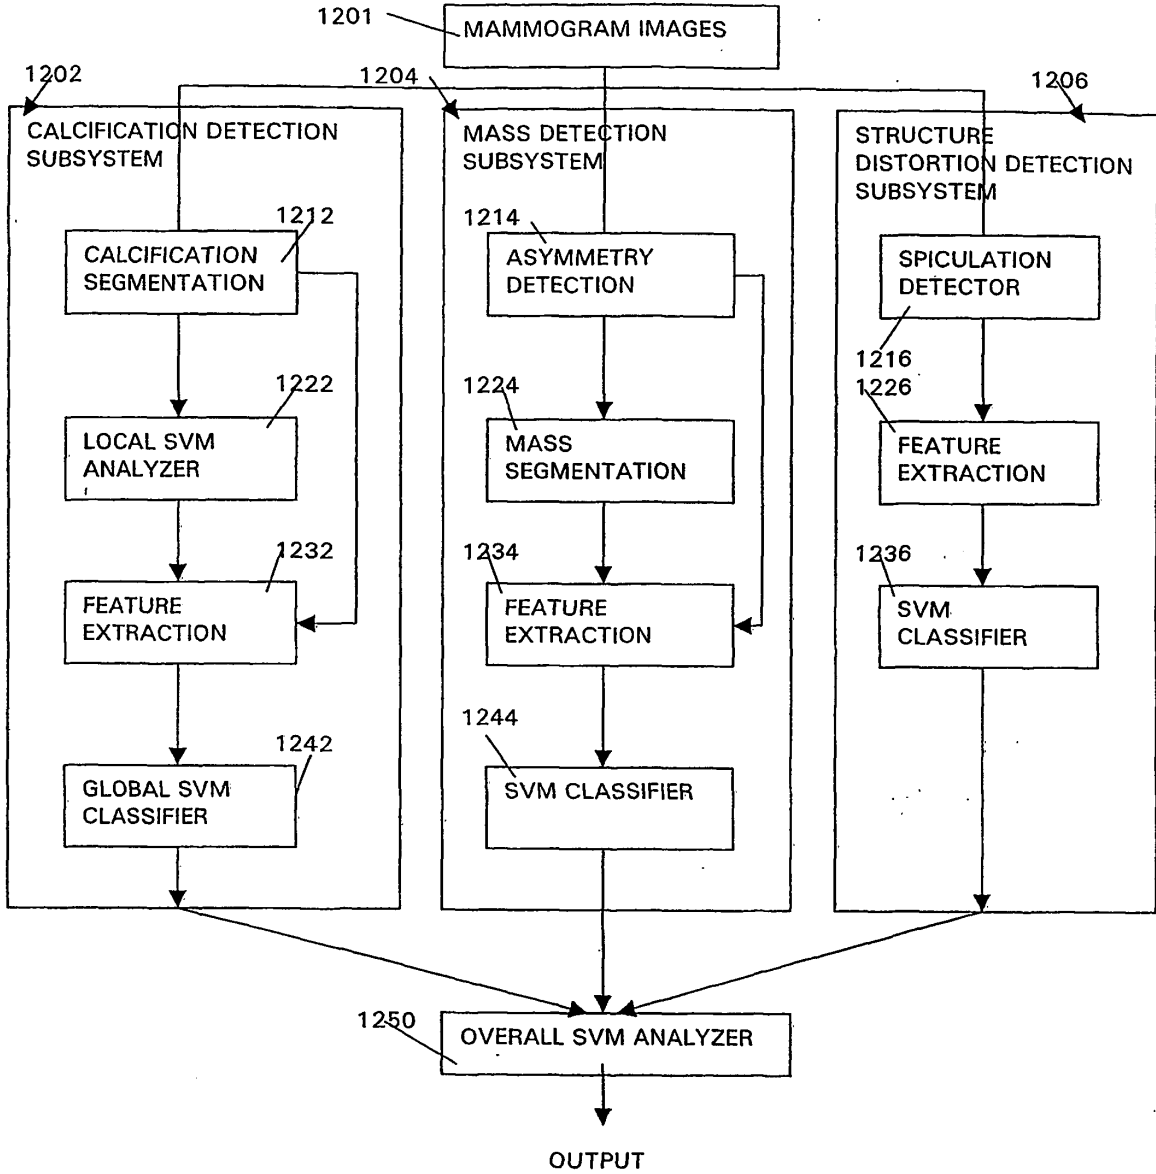 1201
MAMMOGRAM IMAGES
1202
1204
1206
CALCIFICATION DETECTION
SUBSYSTEM
MASS DETECTION
SUBSYSTEM
STRUCTURE
DISTORTION DETECTION
SUBSYSTEM
1212
CALCIFICATION
SEGMENTATION
1214
ASYMMETRY
DETECTION
SPICULATION
DETECTOR
1216
1222
LOCAL SVM
ANALYZER
1224
MASS
SEGMENTATION
1226
FEATURE
EXTRACTION
1232
FEATURE
EXTRACTION
1234
FEATURE
EXTRACTION
1236
SVM
CLASSIFIER
1242
GLOBAL SVM
CLASSIFIER
1244
SVM CLASSIFIER
1250
OVERALL SVM ANALYZER
OUTPUT